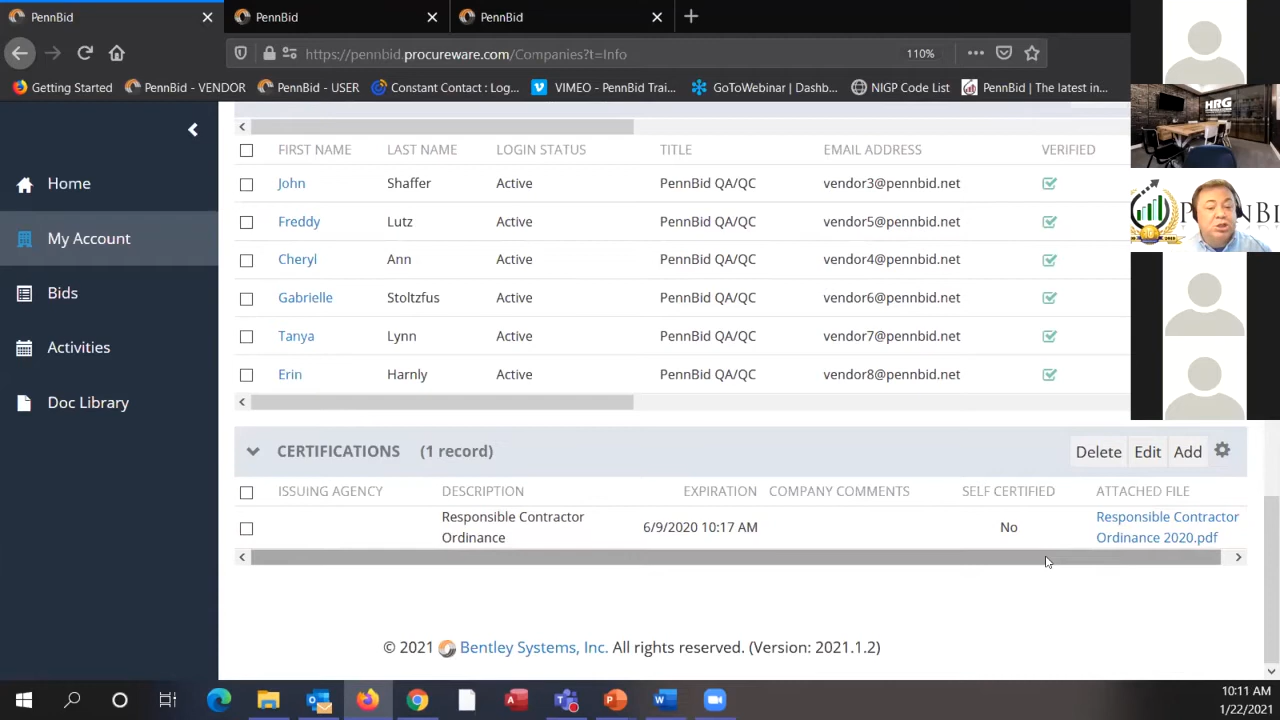 PennBid
PennBid
PennBid
https://pennbid.procureware.com/Companies?t=Info
110%
Getting Started
PennBid - VENDOR
PennBid - USER
Constant Contact : Log...
VIMEO - PennBid Trai...
GoToWebinar | Dashb...
NIGP Code List
PennBid | The latest in...
HRG
Home
My Account
Bids
Activities
Doc Library
FIRST NAME LAST NAME LOGIN STATUS TITLE EMAIL ADDRESS VERIFIED
John Shaffer Active PennBid QA/QC vendor3@pennbid.net
Freddy Lutz Active PennBid QA/QC vendor5@pennbid.net
Cheryl Ann Active PennBid QA/QC vendor4@pennbid.net
Gabrielle Stoltzfus Active PennBid QA/QC vendor6@pennbid.net
Tanya Lynn Active PennBid QA/QC vendor7@pennbid.net
Erin Harnly Active PennBid QA/QC vendor8@pennbid.net
CERTIFICATIONS (1 record) Delete Edit Add
ISSUING AGENCY DESCRIPTION EXPIRATION COMPANY COMMENTS SELF CERTIFIED ATTACHED FILE
Responsible Contractor Ordinance 6/9/2020 10:17 AM No Responsible Contractor Ordinance 2020.pdf
© 2021 Bentley Systems, Inc. All rights reserved. (Version: 2021.1.2)
10:11 AM
1/22/2021